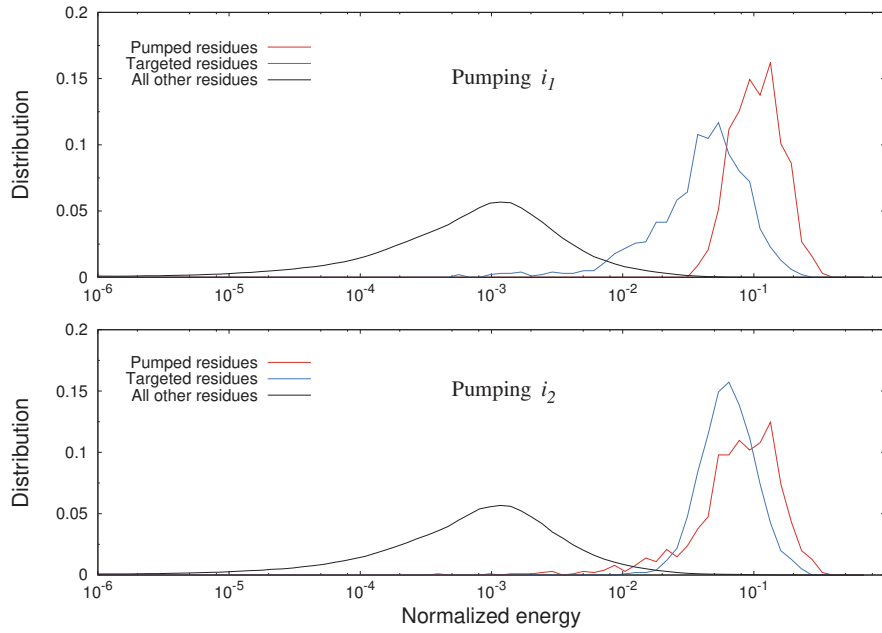 0.2
Pumped residues
Targeted residues
All other residues
Pumping i1
0.15
0.1
0.05
0
Distribution
10-6
10-5
10-4
10-3
10-2
10-1
0.2
Pumped residues
Targeted residues
All other residues
Pumping i2
0.15
0.1
0.05
0
Distribution
10-6
10-5
10-4
10-3
10-2
10-1
Normalized energy